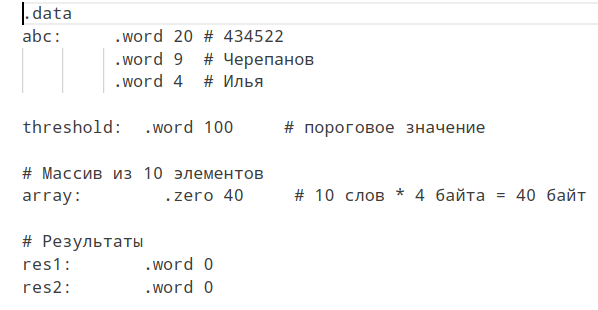 .data
abc:     .word 20 # 434522
         .word 9  # Черепанов
         .word 4  # Илья
threshold:  .word 100     # пороговое значение
# Массив из 10 элементов
array:        .zero 40     # 10 слов * 4 байта = 40 байт
# Результаты
res1:       .word 0
res2:       .word 0